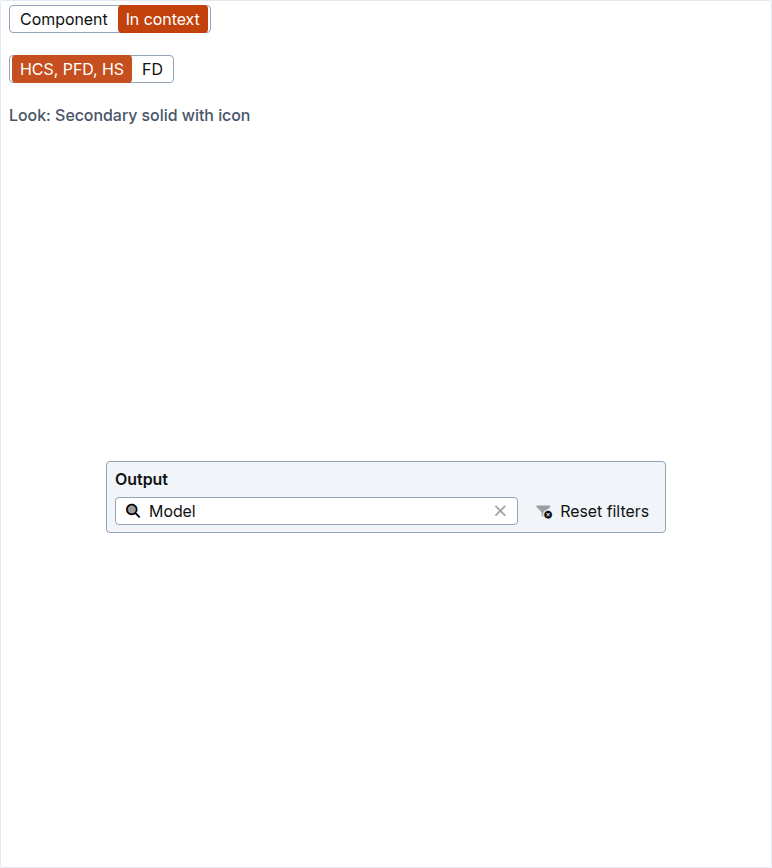 Component In context
HCS, PFD, HS FD
Look: Secondary solid with icon
Output
Model Reset filters